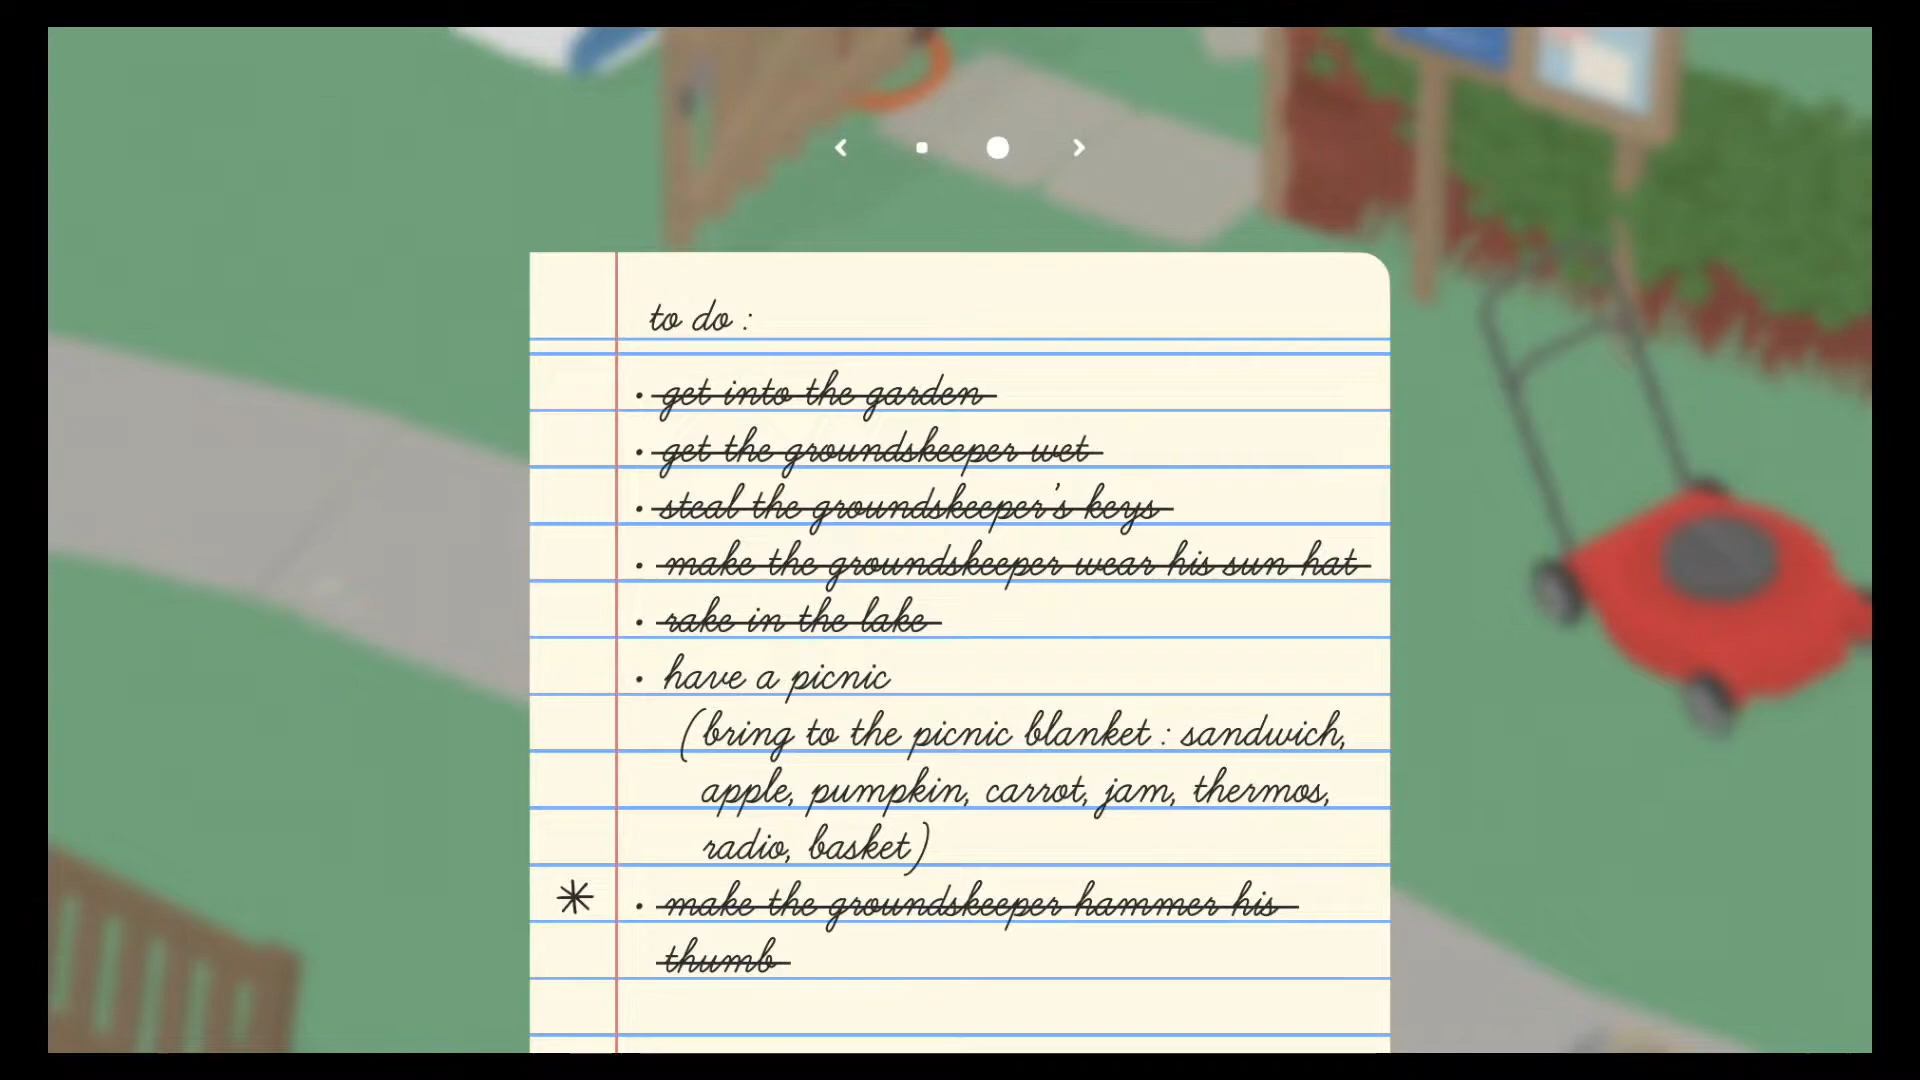 to do :
• get into the garden
• get the groundskeeper wet
• steal the groundskeeper's keys
• make the groundskeeper wear his sun hat
• rake in the lake
• have a picnic
(bring to the picnic blanket : sandwich,
apple, pumpkin, carrot, jam, thermos,
radio, basket)
• make the groundskeeper hammer his
thumb